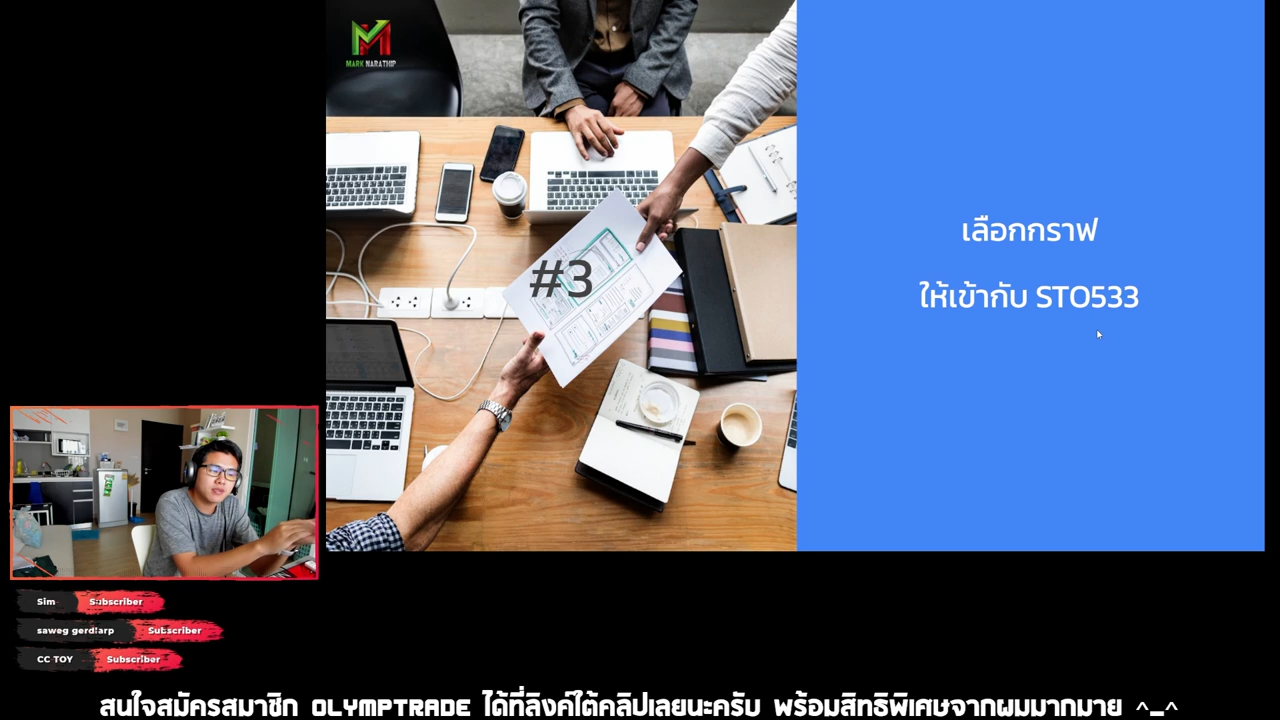 MARK NARATHIP
#3
เลือกกราฟ
ให้เข้ากับ STO533
Sim Subscriber
saweg gerdlarp Subscriber
CC TOY Subscriber
สนใจสมัครสมาชิก OLYMPTRADE ได้ที่ลิงค์ใต้คลิปเลยนะครับ พร้อมสิทธิพิเศษจากผมมากมาย ^_^